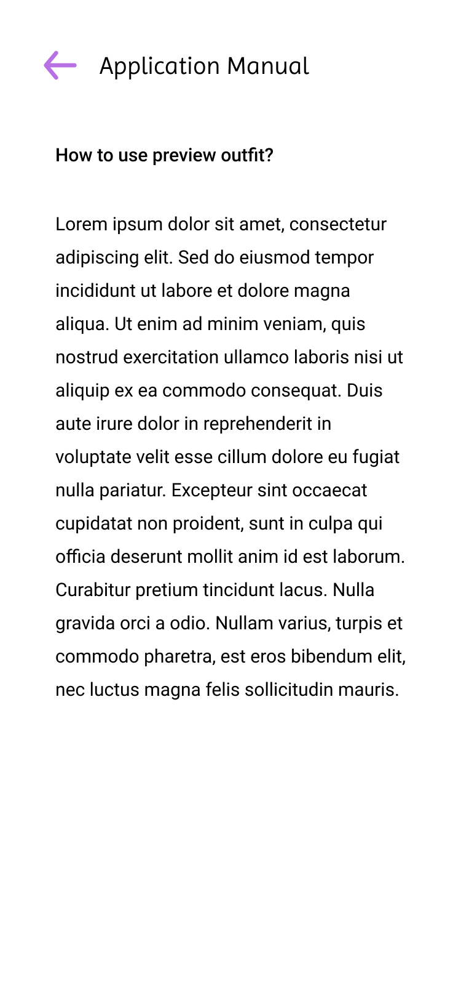 Application Manual
How to use preview outfit?
Lorem ipsum dolor sit amet, consectetur
adipiscing elit. Sed do eiusmod tempor
incididunt ut labore et dolore magna
aliqua. Ut enim ad minim veniam, quis
nostrud exercitation ullamco laboris nisi ut
aliquip ex ea commodo consequat. Duis
aute irure dolor in reprehenderit in
voluptate velit esse cillum dolore eu fugiat
nulla pariatur. Excepteur sint occaecat
cupidatat non proident, sunt in culpa qui
officia deserunt mollit anim id est laborum.
Curabitur pretium tincidunt lacus. Nulla
gravida orci a odio. Nullam varius, turpis et
commodo pharetra, est eros bibendum elit,
nec luctus magna felis sollicitudin mauris.